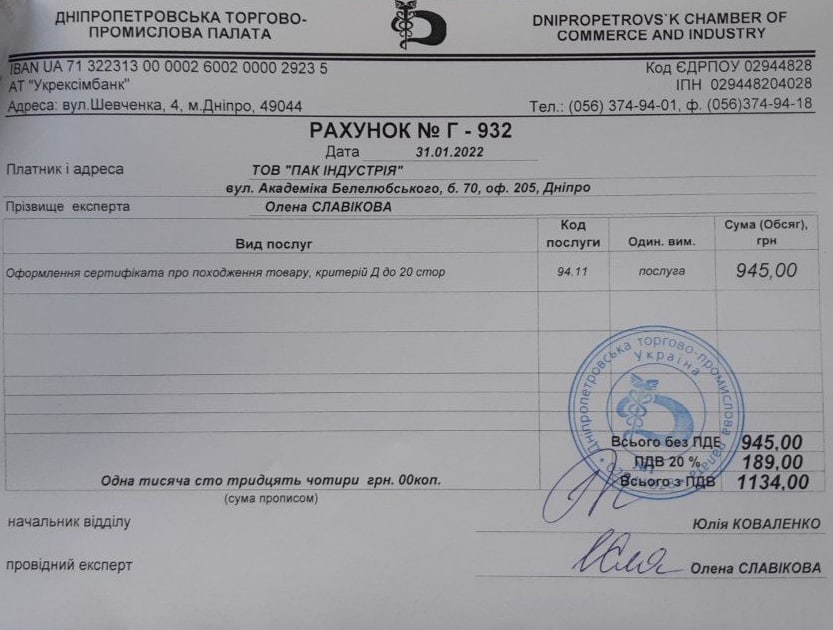 ДНІПРОПЕТРОВСЬКА ТОРГОВО-
ПРОМИСЛОВА ПАЛАТА
DNIPROPETROVS`K CHAMBER OF
COMMERCE AND INDUSTRY
IBAN UA 71 322313 00 0002 6002 0000 2923 5
Код ЄДРПОУ 02944828
АТ "Укрексімбанк"
ІПН 029448204028
Адреса: вул.Шевченка, 4, м.Дніпро, 49044
Тел.: (056) 374-94-01, ф. (056)374-94-18
РАХУНОК № Г - 932
Дата 31.01.2022
Платник і адреса ТОВ "ПАК ІНДУСТРІЯ"
вул. Академіка Белелюбського, б. 70, оф. 205, Дніпро
Прізвище експерта Олена СЛАВІКОВА
Вид послуг
Код послуги
Один. вим.
Сума (Обсяг), грн
Оформлення сертифіката про походження товару, критерій Д до 20 стор 94.11 послуга 945,00
Дніпропетровська торгово-промислова палата
Україна
Всього без ПДВ 945,00
ПДВ 20 % 189,00
Одна тисяча сто тридцять чотири грн. 00коп. Всього з ПДВ 1134,00
(сума прописом)
начальник відділу Юлія КОВАЛЕНКО
провідний експерт Олена СЛАВІКОВА